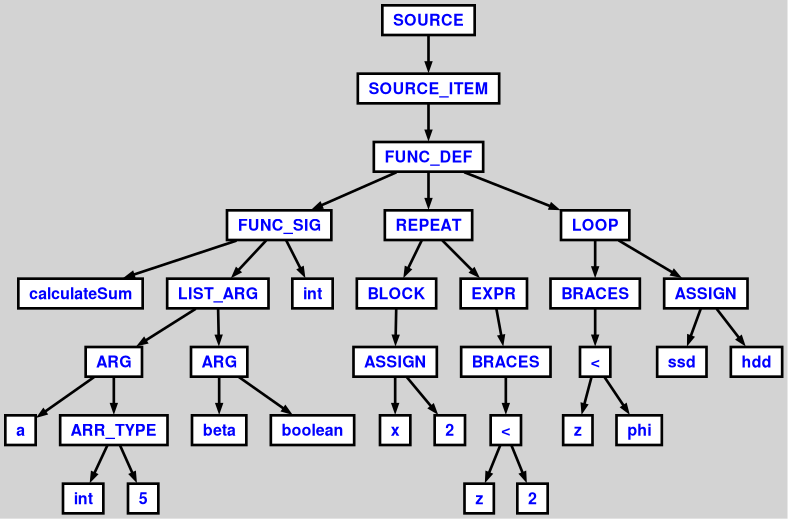 SOURCE
SOURCE_ITEM
FUNC_DEF
FUNC_SIG REPEAT LOOP
calculateSum LIST_ARG int BLOCK EXPR BRACES ASSIGN
ARG ARG ASSIGN BRACES < ssd hdd
a ARR_TYPE beta boolean x 2 < z phi
int 5 z 2